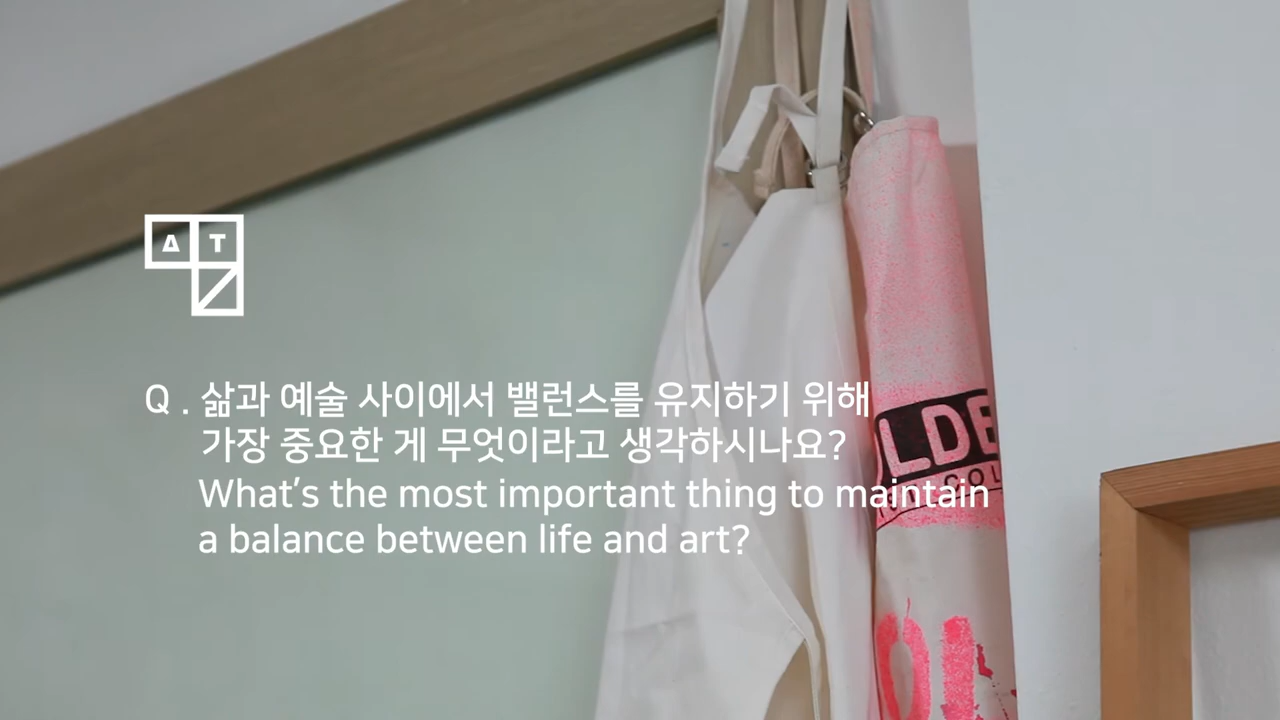 A T
Q . 삶과 예술 사이에서 밸런스를 유지하기 위해
가장 중요한 게 무엇이라고 생각하시나요?
What's the most important thing to maintain
a balance between life and art?
LDE
COL